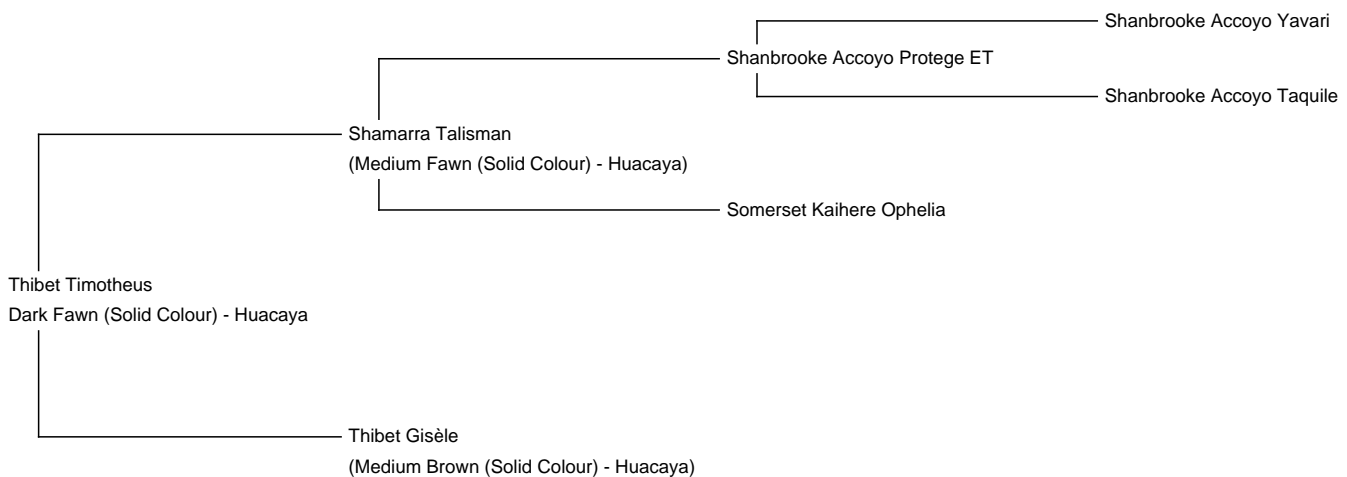 Shanbrooke Accoyo Yavari
Shanbrooke Accoyo Protege ET
Shanbrooke Accoyo Taquile
Shamarra Talisman
(Medium Fawn (Solid Colour) - Huacaya)
Somerset Kaihere Ophelia
Thibet Timotheus
Dark Fawn (Solid Colour) - Huacaya
Thibet Gisèle
(Medium Brown (Solid Colour) - Huacaya)